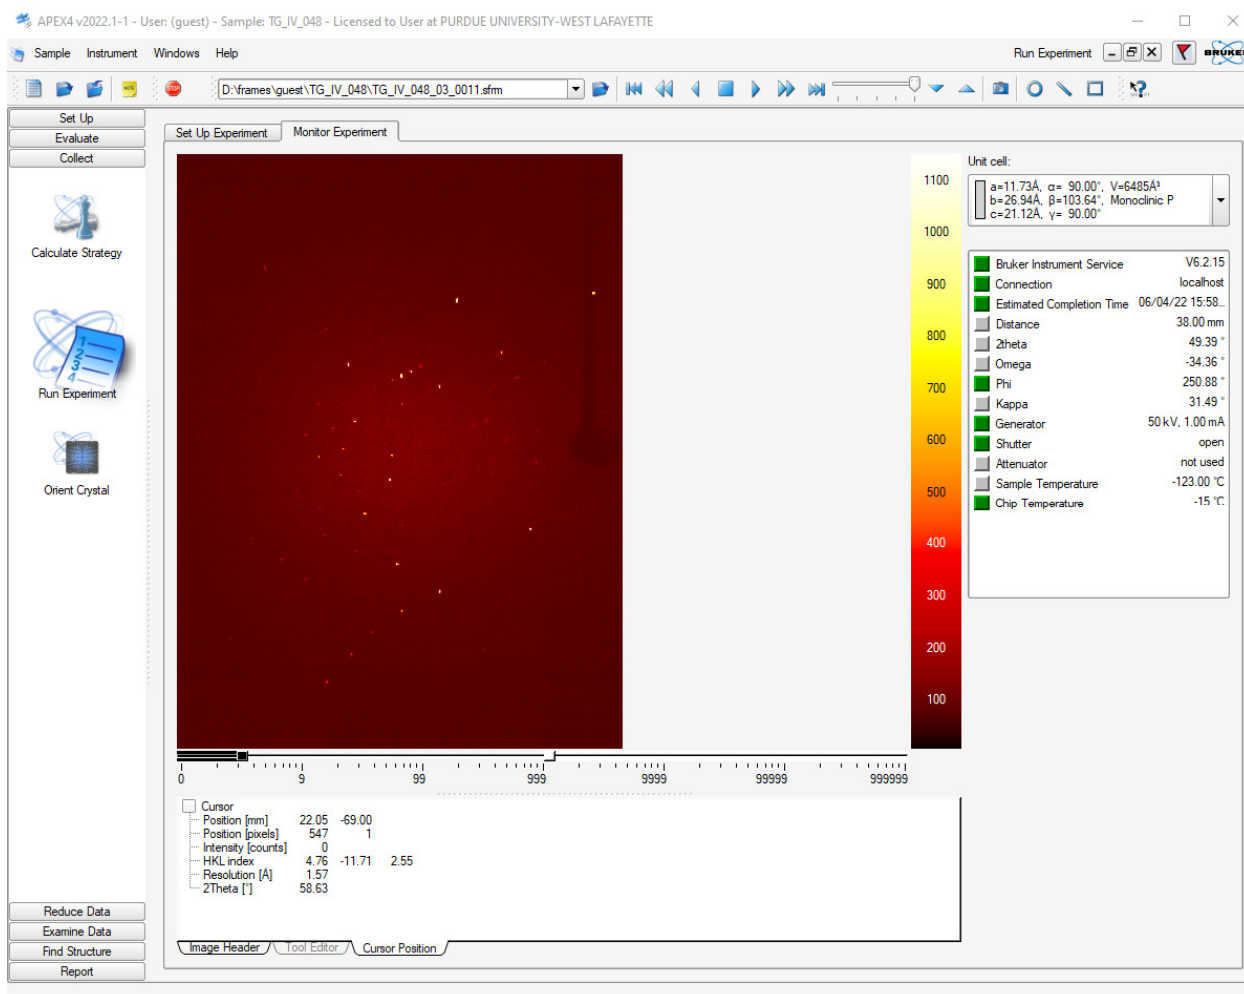 APEX4 v2022.1-1 - User: (guest) - Sample: TG_IV_048 - Licensed to User at PURDUE UNIVERSITY-WEST LAFAYETTE
Sample Instrument Windows Help Run Experiment BRUKER
NOTE STOP D:\frames\guest\TG_IV_048\TG_IV_048_03_0011.sfm
Set Up
Evaluate
Collect
Calculate Strategy
1
2
3
4
Run Experiment
Orient Crystal
Reduce Data
Examine Data
Find Structure
Report
Set Up Experiment Monitor Experiment
1100
1000
900
800
700
600
500
400
300
200
100
0 9 99 999 9999 99999 999999
Cursor
Position [mm] 22.05 -69.00
Position [pixels] 547 1
Intensity [counts] 0
HKL index 4.76 -11.71 2.55
Resolution [Å] 1.57
2Theta [°] 58.63
Image Header Tool Editor Cursor Position
Unit cell:
a=11.73Å, α= 90.00°, V=6485Å³
b=26.94Å, β=103.64°, Monoclinic P
c=21.12Å, γ= 90.00°
Bruker Instrument Service V6.2.15
Connection localhost
Estimated Completion Time 06/04/22 15:58...
Distance 38.00 mm
2theta 49.39 °
Omega -34.36 °
Phi 250.88 °
Kappa 31.49 °
Generator 50 kV, 1.00 mA
Shutter open
Attenuator not used
Sample Temperature -123.00 °C
Chip Temperature -15 °C